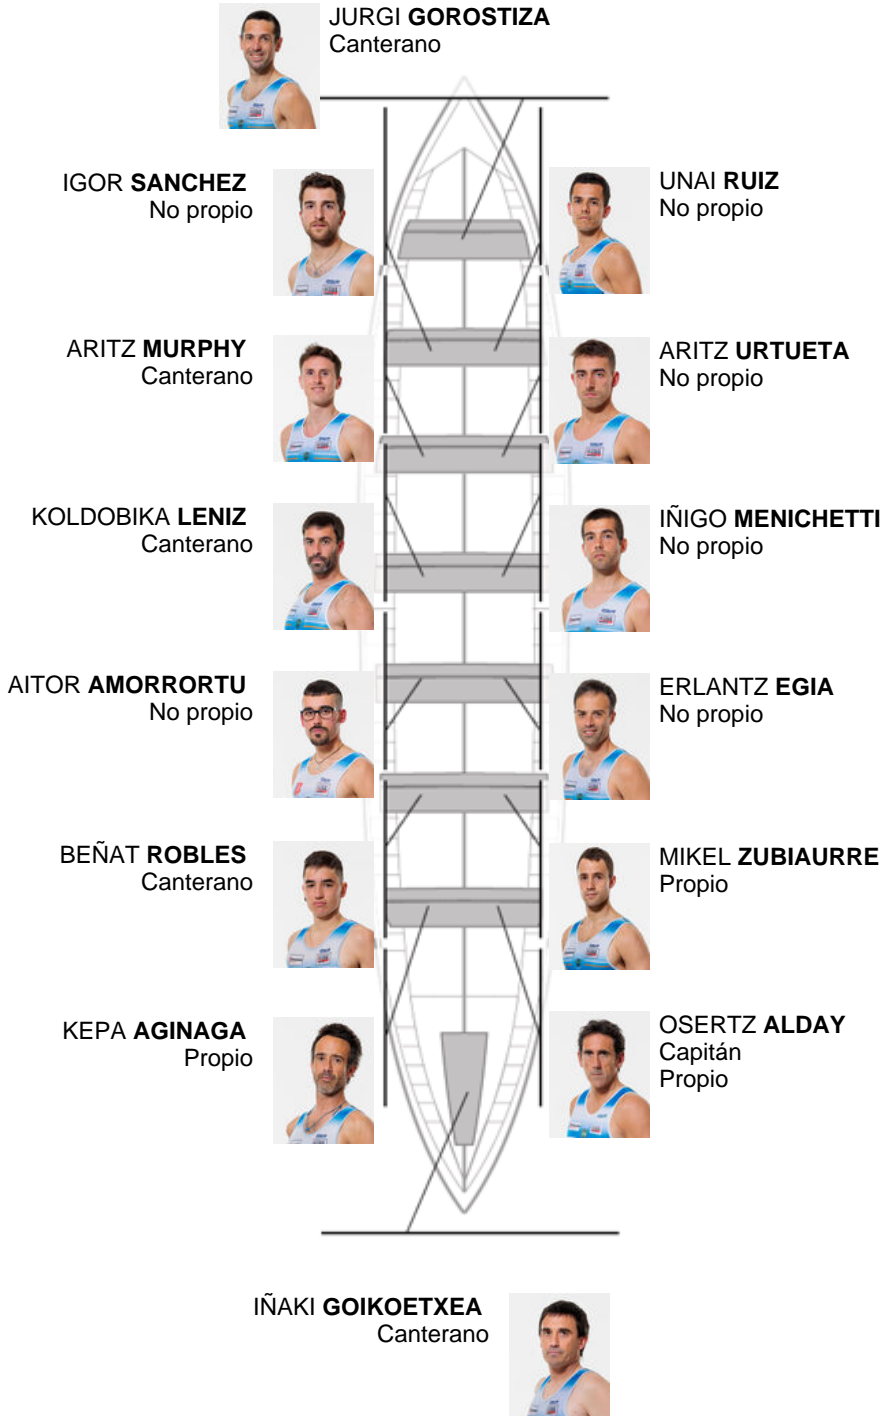 JURGI GOROSTIZA
Canterano
IGOR SANCHEZ
No propio
UNAI RUIZ
No propio
ARITZ MURPHY
Canterano
ARITZ URTUETA
No propio
KOLDOBIKA LENIZ
Canterano
IÑIGO MENICHETTI
No propio
AITOR AMORRORTU
No propio
ERLANTZ EGIA
No propio
BEÑAT ROBLES
Canterano
MIKEL ZUBIAURRE
Propio
KEPA AGINAGA
Propio
OSERTZ ALDAY
Capitán
Propio
IÑAKI GOIKOETXEA
Canterano